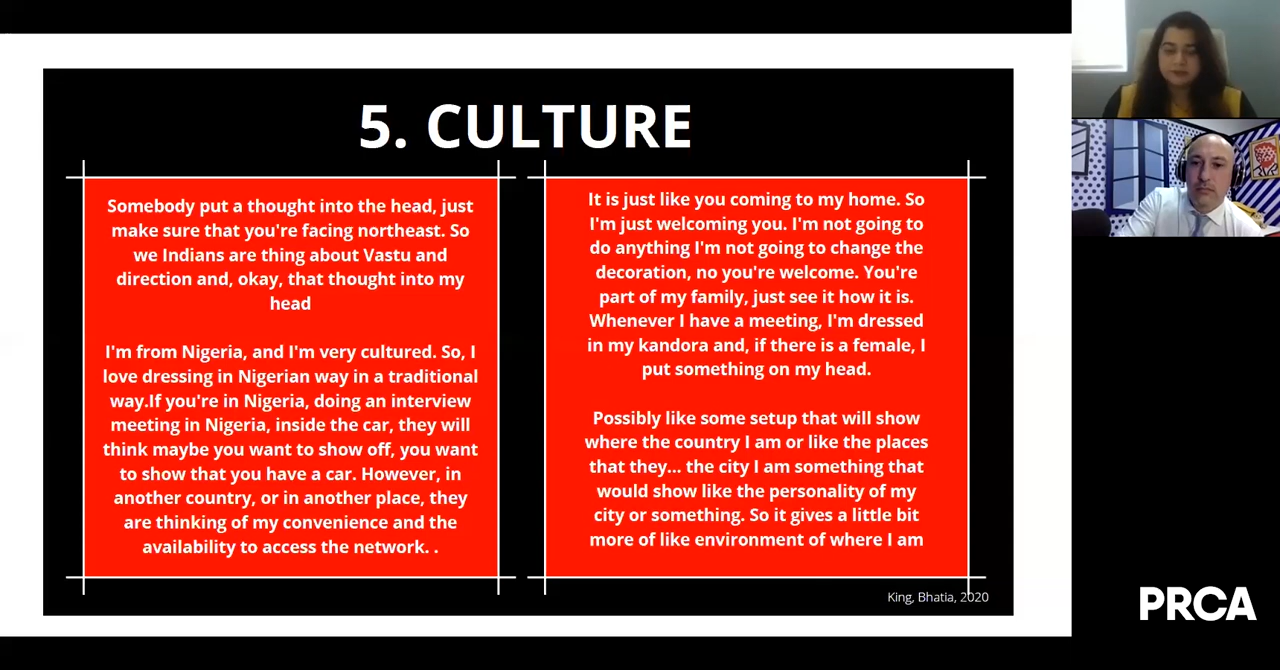 5. CULTURE
Somebody put a thought into the head, just
make sure that you're facing northeast. So
we Indians are thing about Vastu and
direction and, okay, that thought into my
head
I'm from Nigeria, and I'm very cultured. So, I
love dressing in Nigerian way in a traditional
way.If you're in Nigeria, doing an interview
meeting in Nigeria, inside the car, they will
think maybe you want to show off, you want
to show that you have a car. However, in
another country, or in another place, they
are thinking of my convenience and the
availability to access the network. .
It is just like you coming to my home. So
I'm just welcoming you. I'm not going to
do anything I'm not going to change the
decoration, no you're welcome. You're
part of my family, just see it how it is.
Whenever I have a meeting, I'm dressed
in my kandora and, if there is a female, I
put something on my head.
Possibly like some setup that will show
where the country I am or like the places
that they... the city I am something that
would show like the personality of my
city or something. So it gives a little bit
more of like environment of where I am
King, Bhatia, 2020
PRCA